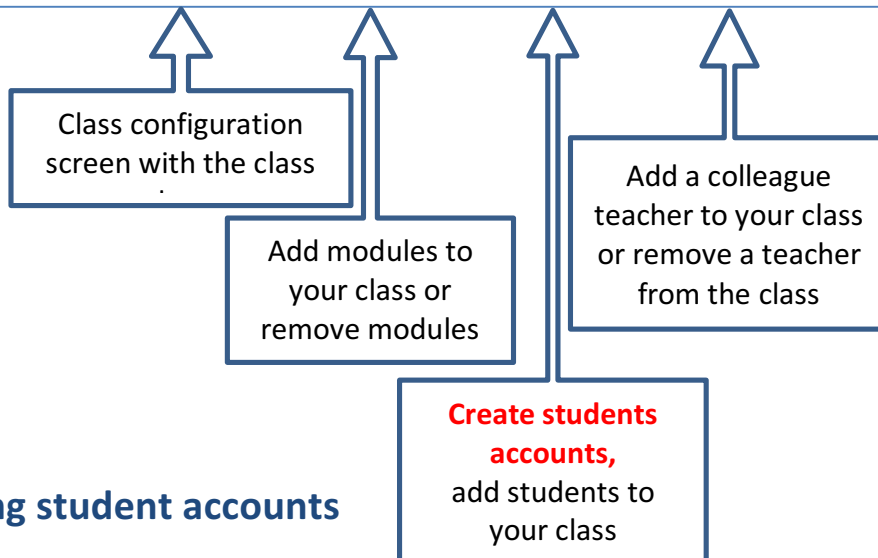 Class configuration
screen with the class
Add modules to
your class or
remove modules
Create students
accounts,
add students to
your class
Add a colleague
teacher to your class
or remove a teacher
from the class
student accounts